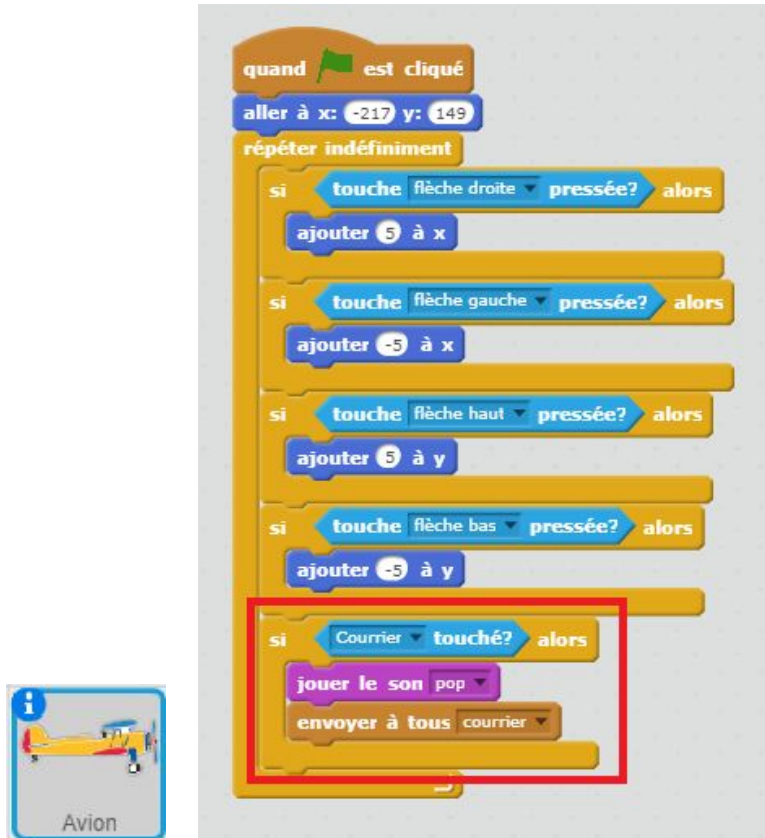 quand est cliqué
aller à x: -217 y: 149
répéter indéfiniment
si touche flèche droite pressée? alors
ajouter 5 à x
si touche flèche gauche pressée? alors
ajouter -5 à x
si touche flèche haut pressée? alors
ajouter 5 à y
si touche flèche bas pressée? alors
ajouter -5 à y
si Courrier touché? alors
jouer le son pop
envoyer à tous courrier
i
Avion